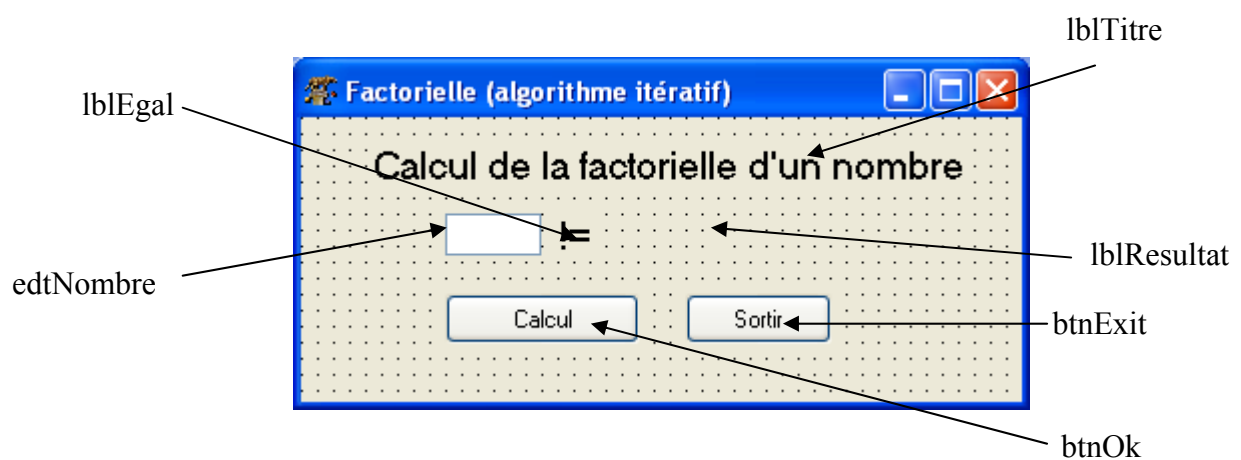 lblTitre
Factorielle (algorithme itératif)
lblEgal
Calcul de la factorielle d'un nombre
!=
lblResultat
edtNombre
Calcul
Sortir
btnExit
btnOk